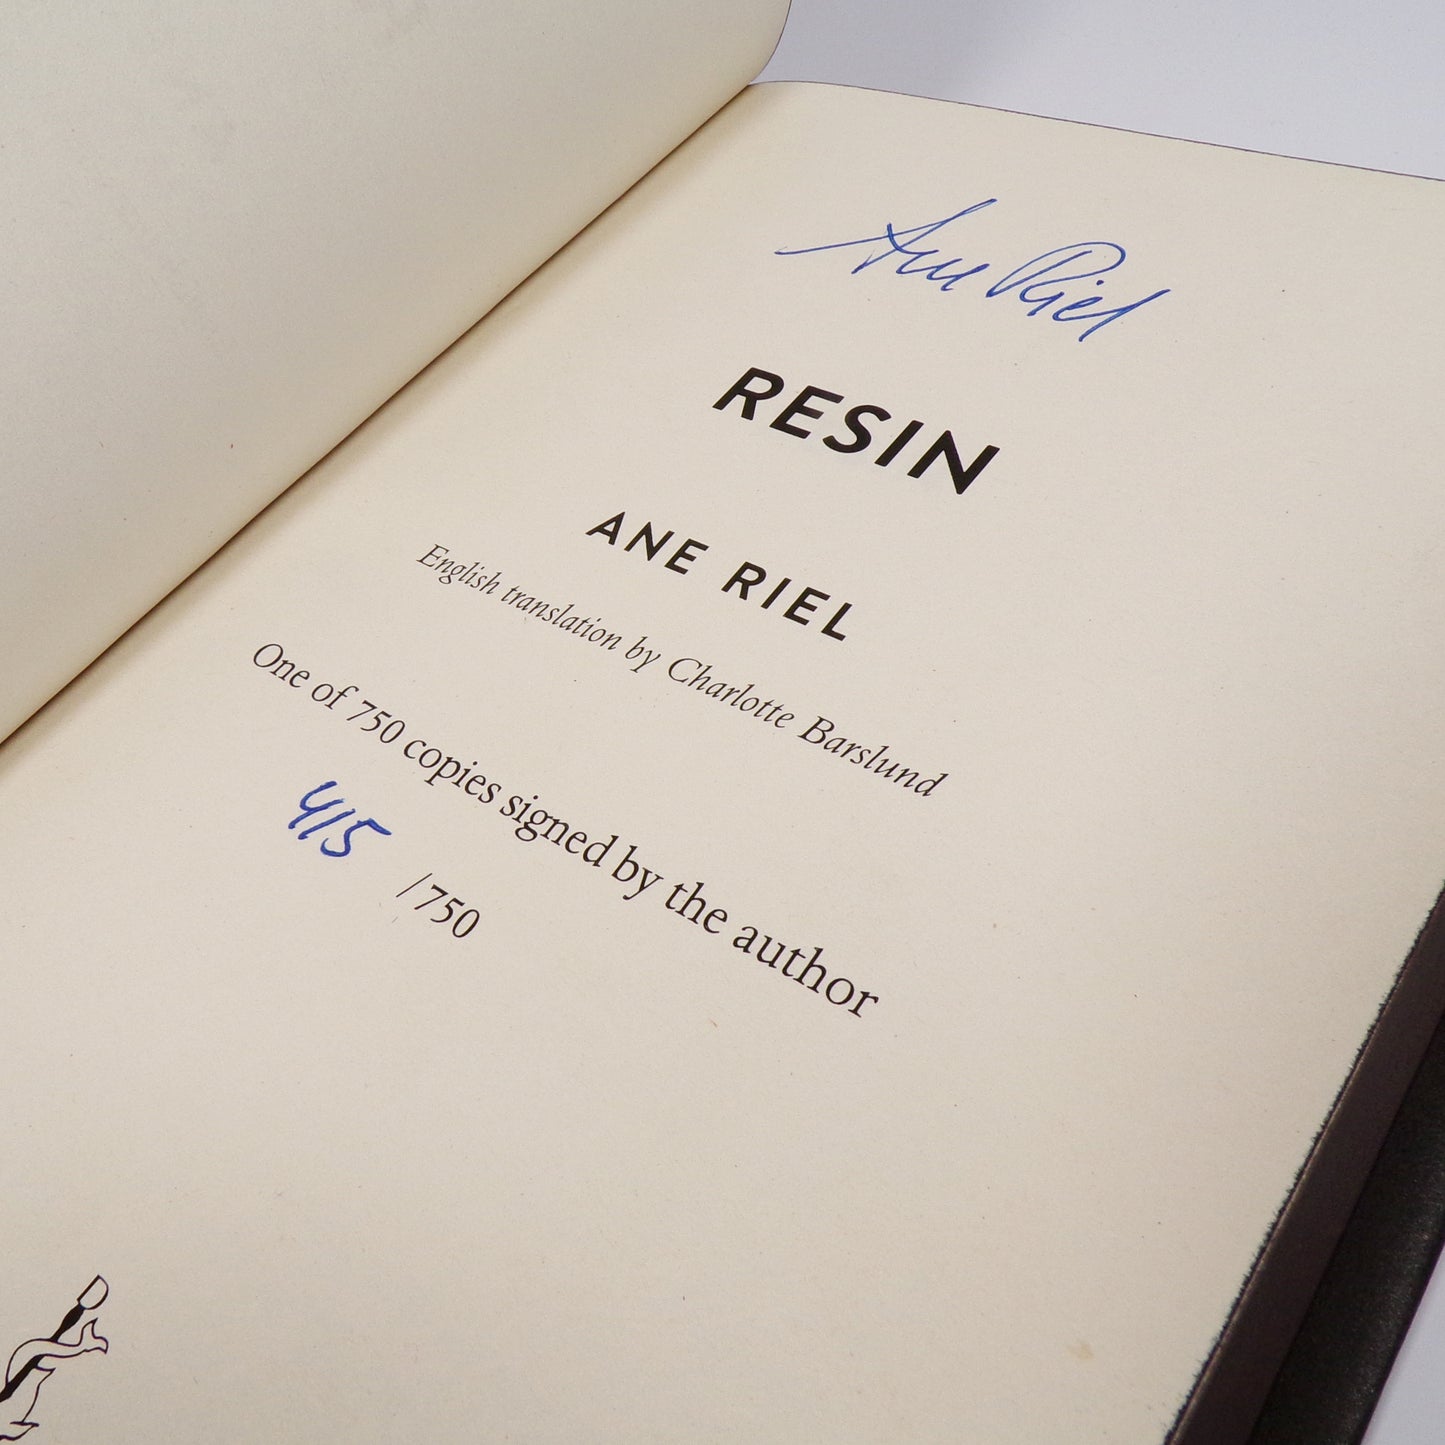 Ane Riel
RESIN
ANE RIEL
English translation by Charlotte Barslund
One of 750 copies signed by the author
415 /750